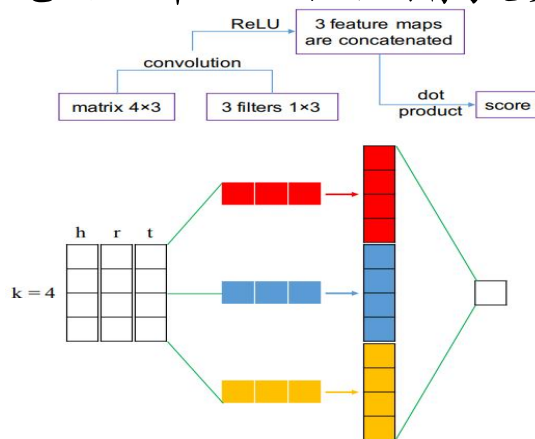 ReLU
3 feature maps
are concatenated
convolution
matrix 4×3
3 filters 1×3
dot
product
score
h r t
k = 4